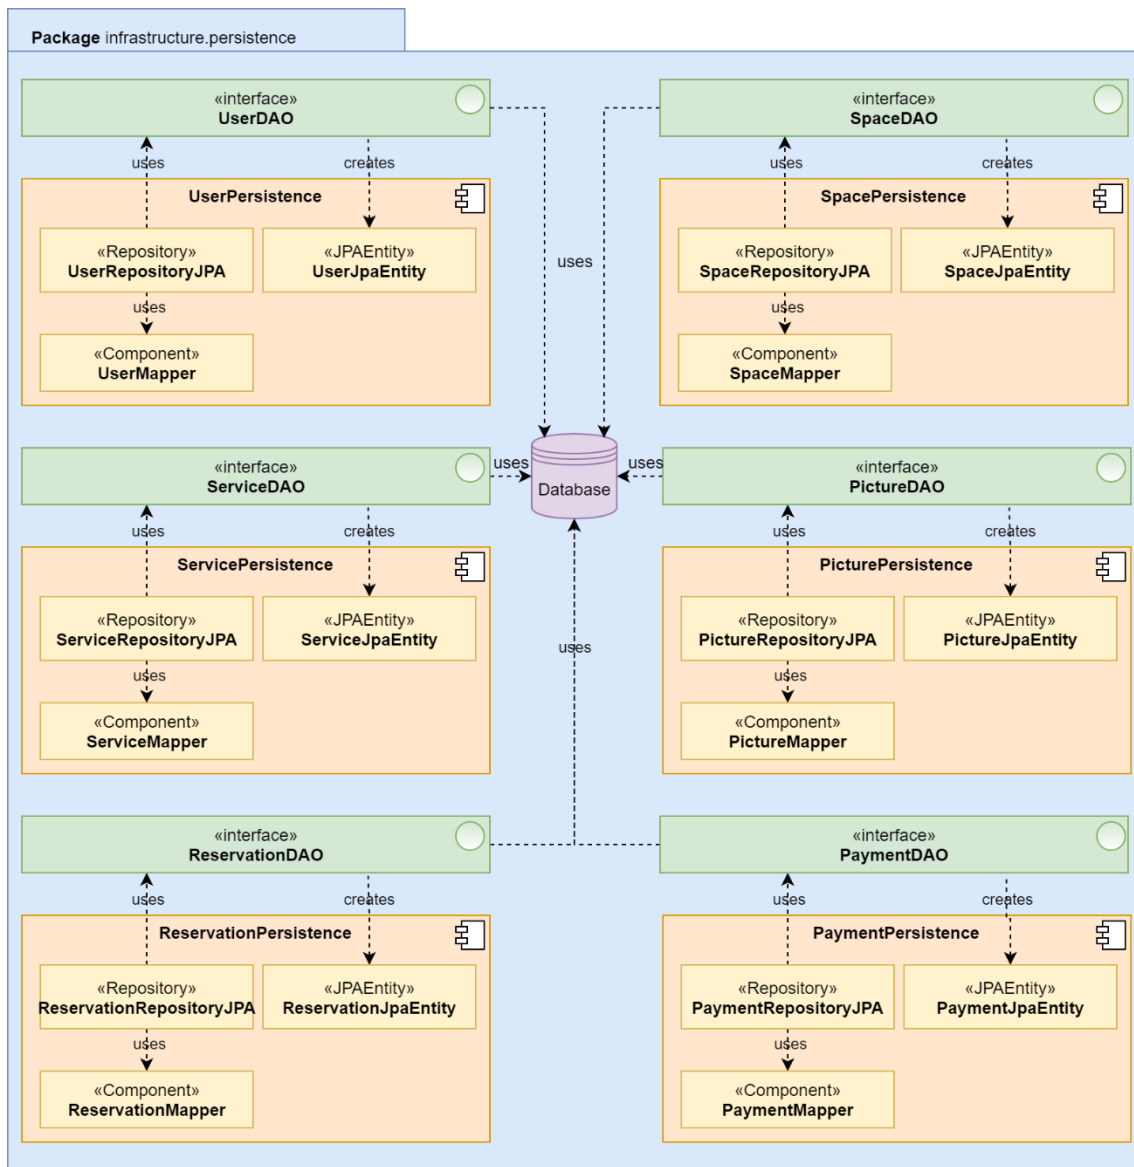 Package infrastructure.persistence
«interface»
UserDAO
uses
creates
UserPersistence
«Repository»
UserRepositoryJPA
«JPAEntity»
UserJpaEntity
uses
«Component»
UserMapper
«interface»
SpaceDAO
uses
creates
SpacePersistence
«Repository»
SpaceRepositoryJPA
«JPAEntity»
SpaceJpaEntity
uses
«Component»
SpaceMapper
uses
«interface»
ServiceDAO
uses
creates
ServicePersistence
«Repository»
ServiceRepositoryJPA
«JPAEntity»
ServiceJpaEntity
uses
«Component»
ServiceMapper
uses
Database
uses
«interface»
PictureDAO
uses
creates
PicturePersistence
«Repository»
PictureRepositoryJPA
«JPAEntity»
PictureJpaEntity
uses
«Component»
PictureMapper
uses
«interface»
ReservationDAO
uses
creates
ReservationPersistence
«Repository»
ReservationRepositoryJPA
«JPAEntity»
ReservationJpaEntity
uses
«Component»
ReservationMapper
«interface»
PaymentDAO
uses
creates
PaymentPersistence
«Repository»
PaymentRepositoryJPA
«JPAEntity»
PaymentJpaEntity
uses
«Component»
PaymentMapper